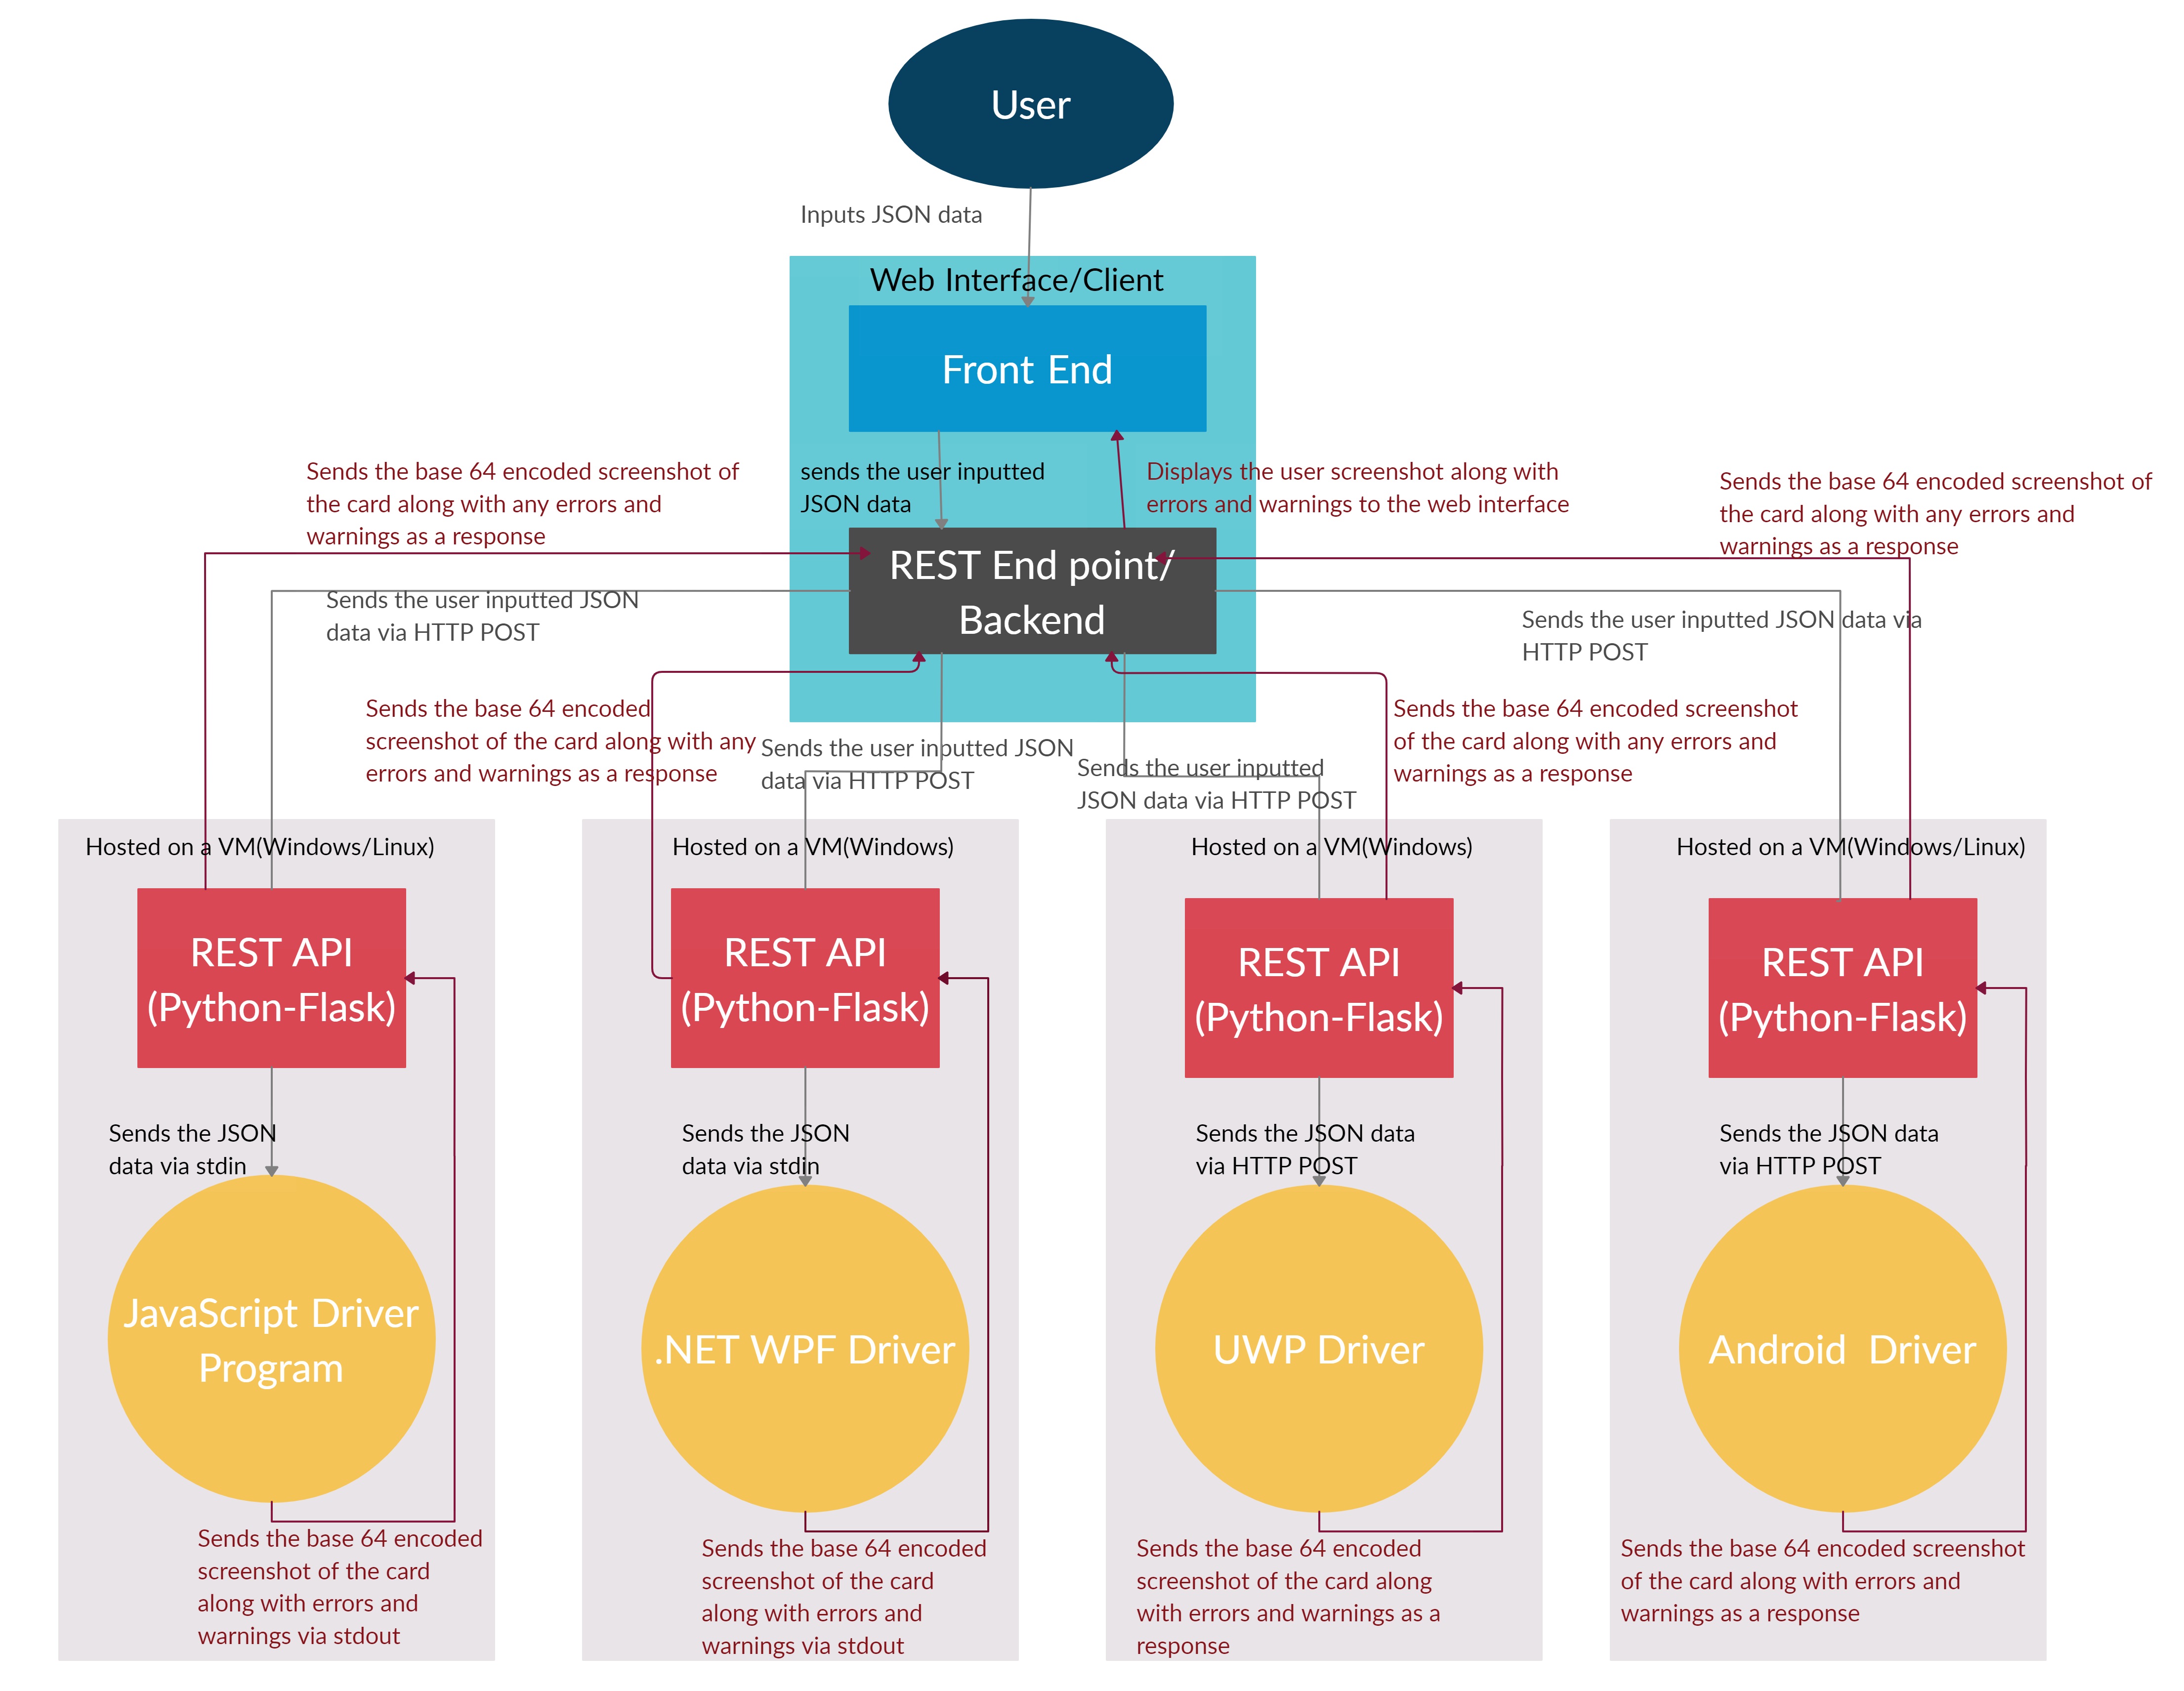 User
Inputs JSON data
Web Interface/Client
Front End
Sends the base 64 encoded screenshot of
the card along with any errors and
warnings as a response
sends the user inputted
JSON data
Displays the user screenshot along with
errors and warnings to the web interface
Sends the base 64 encoded screenshot of
the card along with any errors and
warnings as a response
REST End point/
Backend
Sends the user inputted JSON
data via HTTP POST
Sends the user inputted JSON data via
HTTP POST
Sends the base 64 encoded
screenshot of the card along with any
errors and warnings as a response
Sends the user inputted JSON
data via HTTP POST
Sends the user inputted
JSON data via HTTP POST
Sends the base 64 encoded screenshot
of the card along with any errors and
warnings as a response
Hosted on a VM(Windows/Linux)
REST API
(Python-Flask)
Sends the JSON
data via stdin
JavaScript Driver
Program
Sends the base 64 encoded
screenshot of the card
along with errors and
warnings via stdout
Hosted on a VM(Windows)
REST API
(Python-Flask)
Sends the JSON
data via stdin
.NET WPF Driver
Sends the base 64 encoded
screenshot of the card
along with errors and
warnings via stdout
Hosted on a VM(Windows)
REST API
(Python-Flask)
Sends the JSON data
via HTTP POST
UWP Driver
Sends the base 64 encoded
screenshot of the card along
with errors and warnings as a
response
Hosted on a VM(Windows/Linux)
REST API
(Python-Flask)
Sends the JSON data
via HTTP POST
Android Driver
Sends the base 64 encoded screenshot
of the card along with errors and
warnings as a response